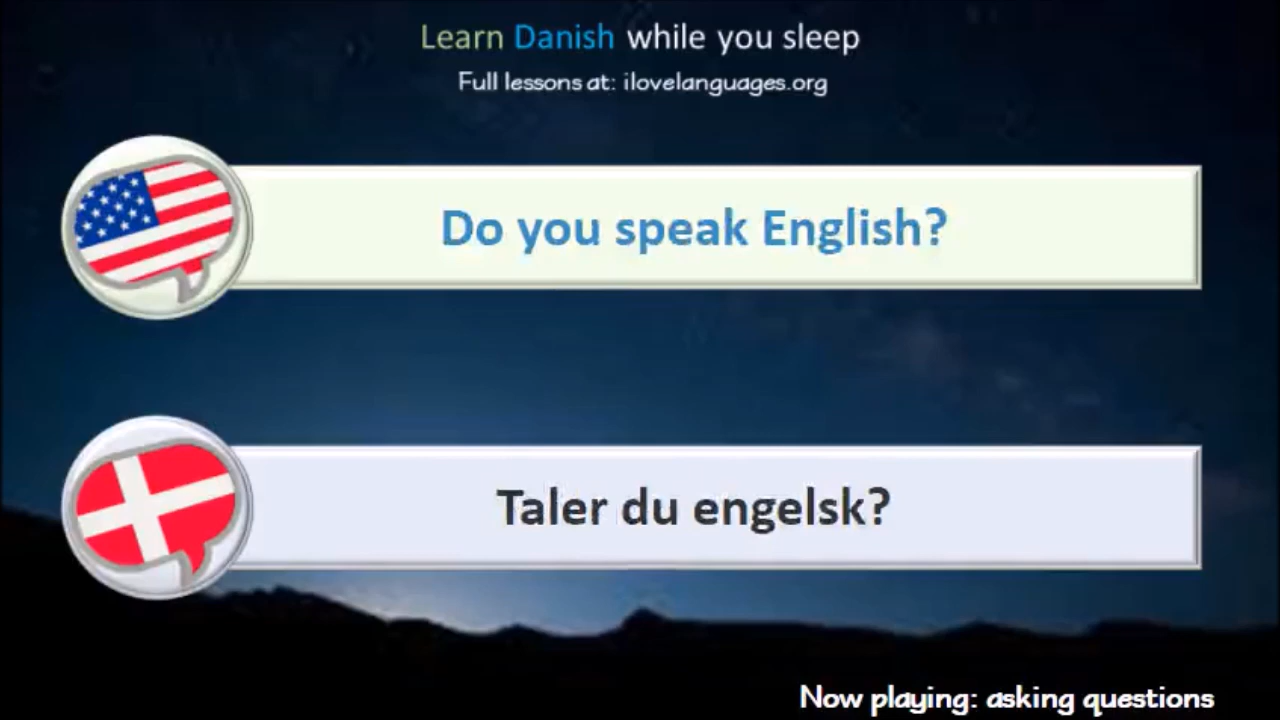 Learn Danish while you sleep
Full lessons at: ilovelanguages.org
Do you speak English?
Taler du engelsk?
Now playing: asking questions